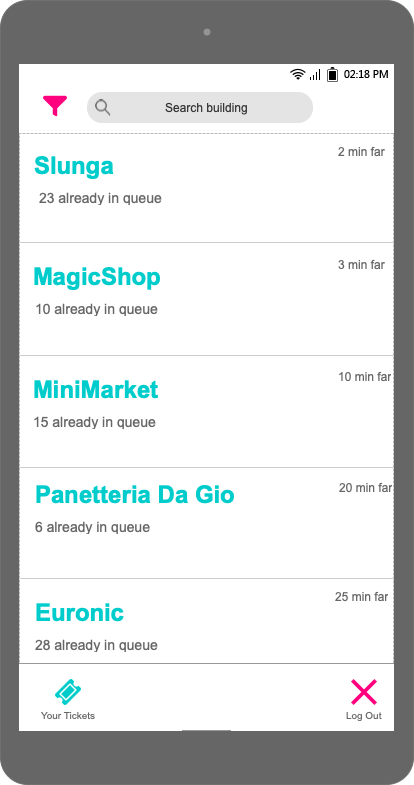 02:18 PM
Search building
Slunga
2 min far
23 already in queue
MagicShop
3 min far
10 already in queue
MiniMarket
10 min far
15 already in queue
Panetteria Da Gio
20 min far
6 already in queue
Euronic
25 min far
28 already in queue
Your Tickets
Log Out